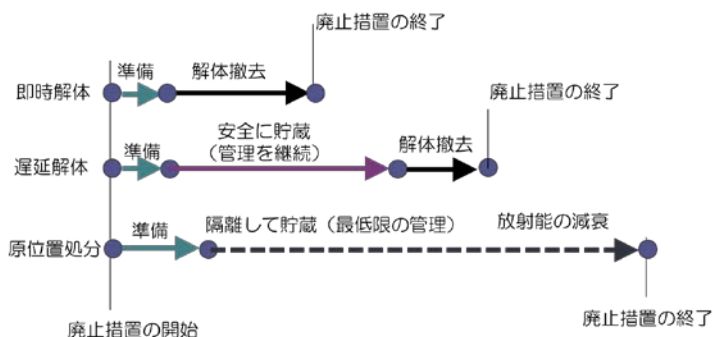 廃止措置の終了
準備
解体撤去
即時解体
廃止措置の終了
安全に貯蔵
(管理を継続)
準備
解体撤去
遅延解体
準備
隔離して貯蔵(最低限の管理)
放射能の減衰
原位置処分
廃止措置の終了
廃止措置の開始